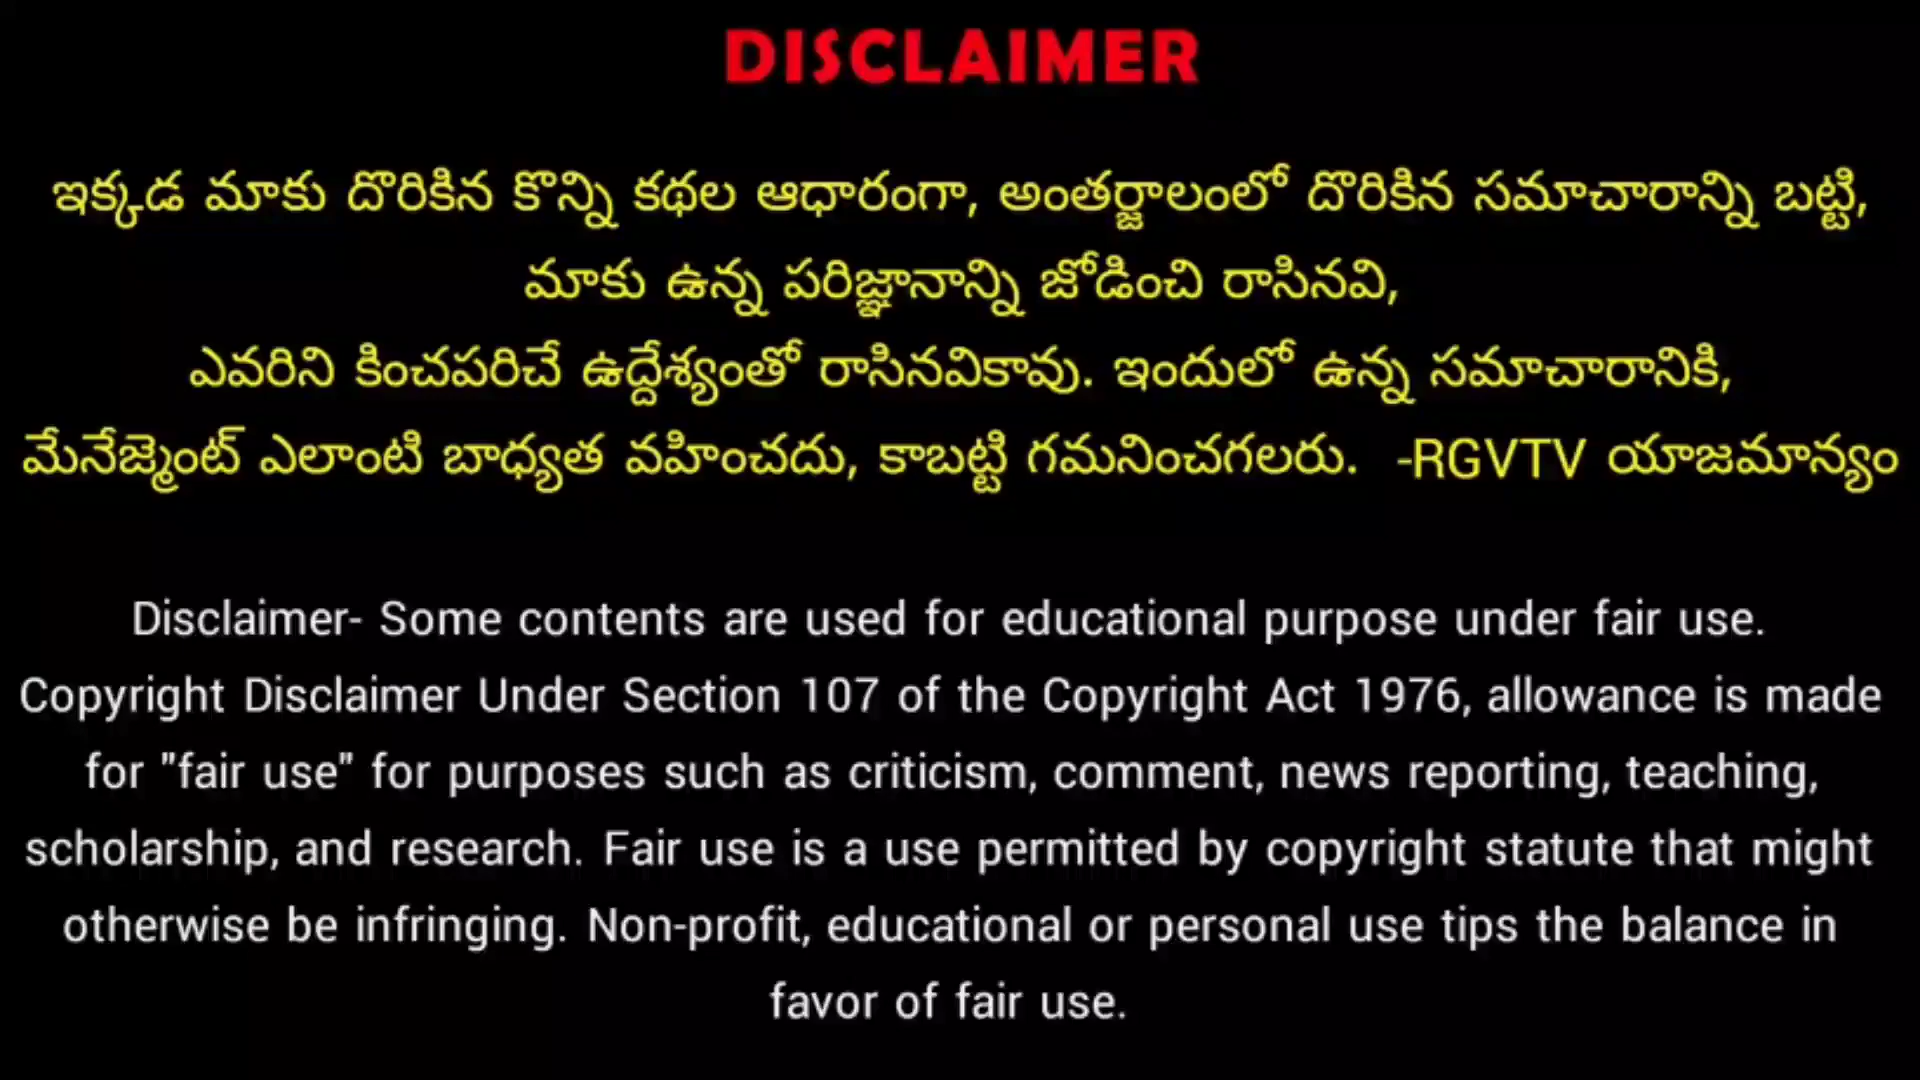 DISCLAIMER
ఇక్కడ మాకు దొరికిన కొన్ని కథల ఆధారంగా, అంతర్జాలంలో దొరికిన సమాచారాన్ని బట్టి,
మాకు ఉన్న పరిజ్ఞానాన్ని జోడించి రాసినవి,
ఎవరిని కించపరిచే ఉద్దేశ్యంతో రాసినవికావు. ఇందులో ఉన్న సమాచారానికి,
మేనేజ్మెంట్ ఎలాంటి బాధ్యత వహించదు, కాబట్టి గమనించగలరు. -RGVTV యాజమాన్యం
Disclaimer- Some contents are used for educational purpose under fair use.
Copyright Disclaimer Under Section 107 of the Copyright Act 1976, allowance is made
for "fair use" for purposes such as criticism, comment, news reporting, teaching,
scholarship, and research. Fair use is a use permitted by copyright statute that might
otherwise be infringing. Non-profit, educational or personal use tips the balance in
favor of fair use.